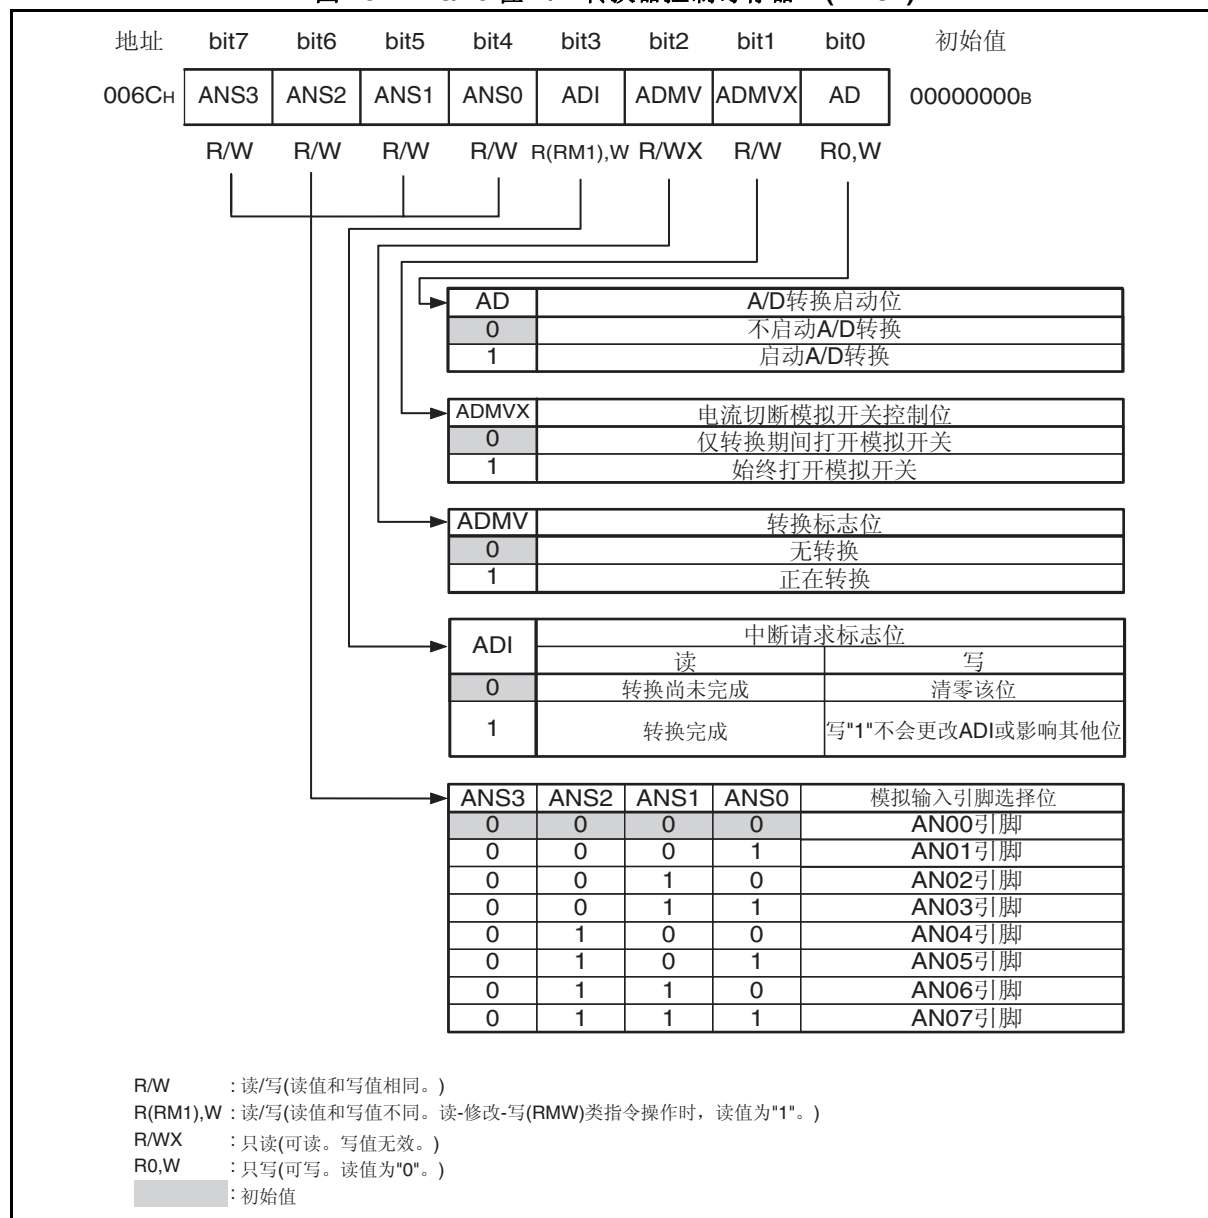 地址 bit7 bit6 bit5 bit4 bit3 bit2 bit1 bit0 初始值
006CH ANS3 ANS2 ANS1 ANS0 ADI ADMV ADMVX AD 00000000B
R/W R/W R/W R/W R(RM1),W R/WX R/W R0,W
AD A/D转换启动位
0 不启动A/D转换
1 启动A/D转换
ADMVX 电流切断模拟开关控制位
0 仅转换期间打开模拟开关
1 始终打开模拟开关
ADMV 转换标志位
0 无转换
1 正在转换
ADI 中断请求标志位
读 写
0 转换尚未完成 清零该位
1 转换完成 写"1"不会更改ADI或影响其他位
ANS3 ANS2 ANS1 ANS0 模拟输入引脚选择位
0 0 0 0 AN00引脚
0 0 0 1 AN01引脚
0 0 1 0 AN02引脚
0 0 1 1 AN03引脚
0 1 0 0 AN04引脚
0 1 0 1 AN05引脚
0 1 1 0 AN06引脚
0 1 1 1 AN07引脚
R/W : 读/写(读值和写值相同。)
R(RM1),W : 读/写(读值和写值不同。读-修改-写(RMW)类指令操作时，读值为"1"。)
R/WX : 只读(可读。写值无效。)
R0,W : 只写(可写。读值为"0"。)
: 初始值